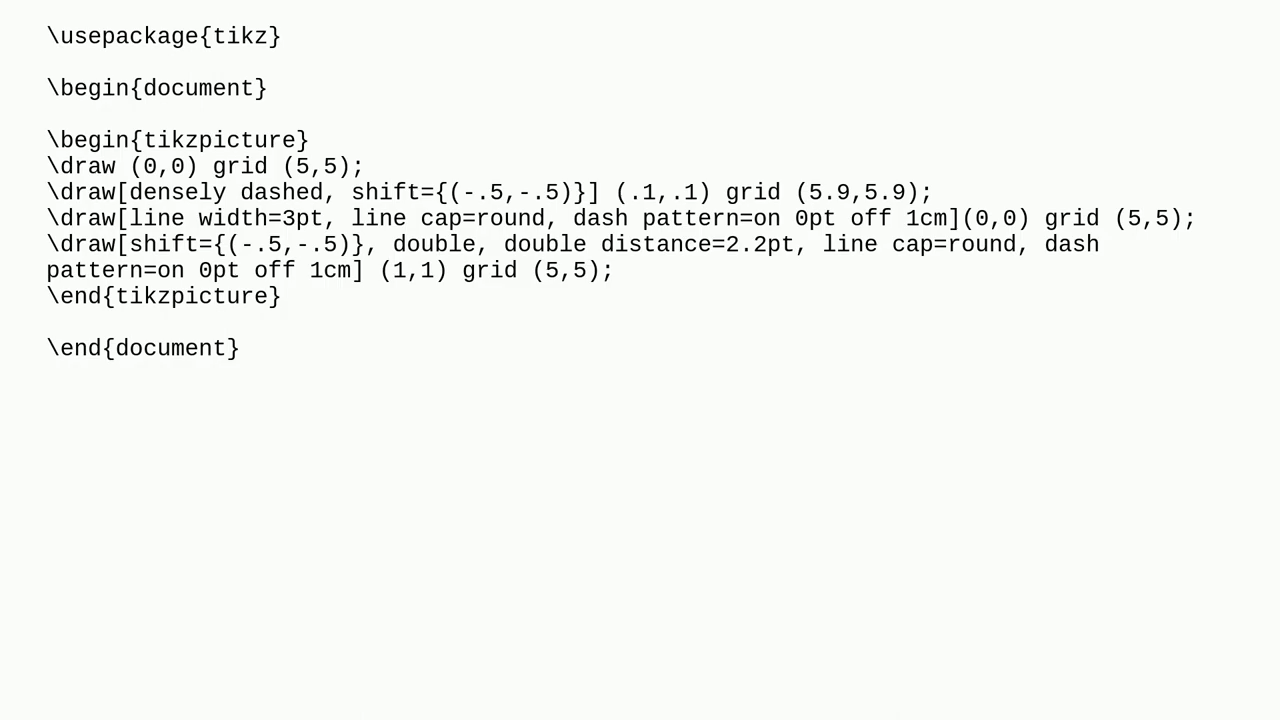 \usepackage{tikz}
\begin{document}
\begin{tikzpicture}
\draw (0,0) grid (5,5);
\draw[densely dashed, shift={(-.5,-.5)}] (.1,.1) grid (5.9,5.9);
\draw[line width=3pt, line cap=round, dash pattern=on 0pt off 1cm](0,0) grid (5,5);
\draw[shift={(-.5,-.5)}, double, double distance=2.2pt, line cap=round, dash
pattern=on 0pt off 1cm] (1,1) grid (5,5);
\end{tikzpicture}
\end{document}